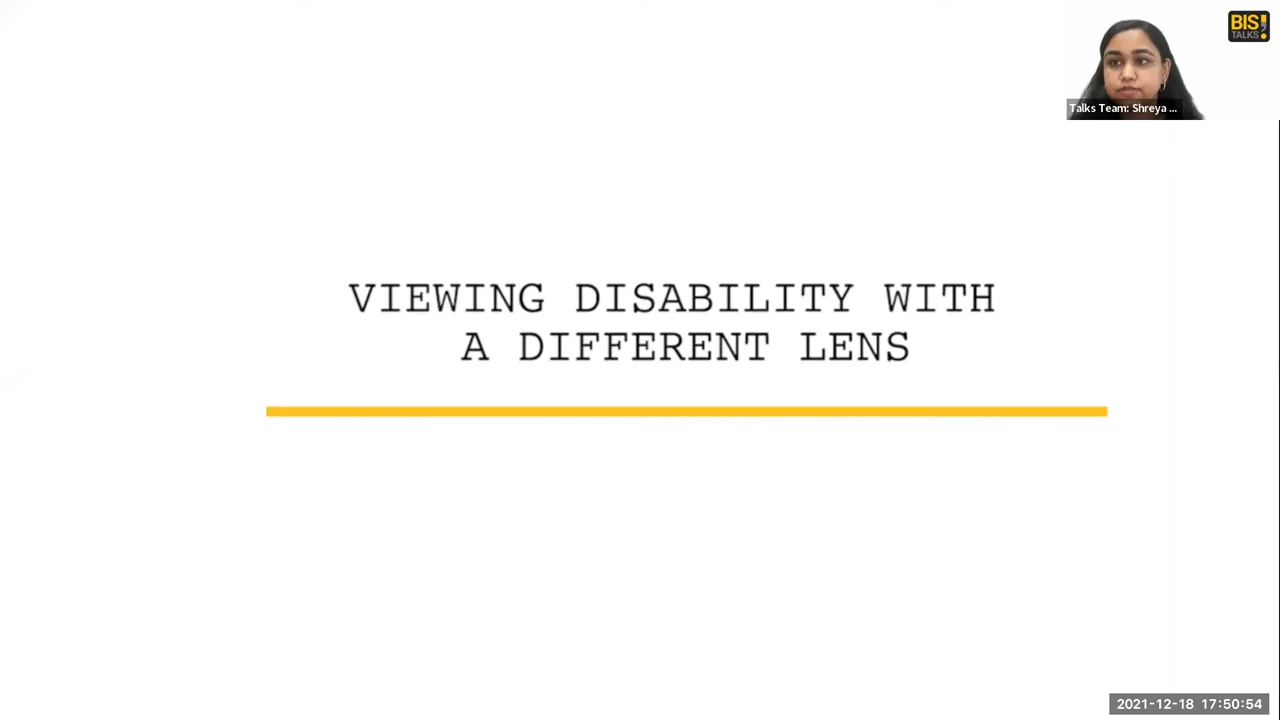 BIS!
TALKS
Talks Team: Shreya ...
VIEWING DISABILITY WITH
A DIFFERENT LENS
2021-12-18 17:50:54